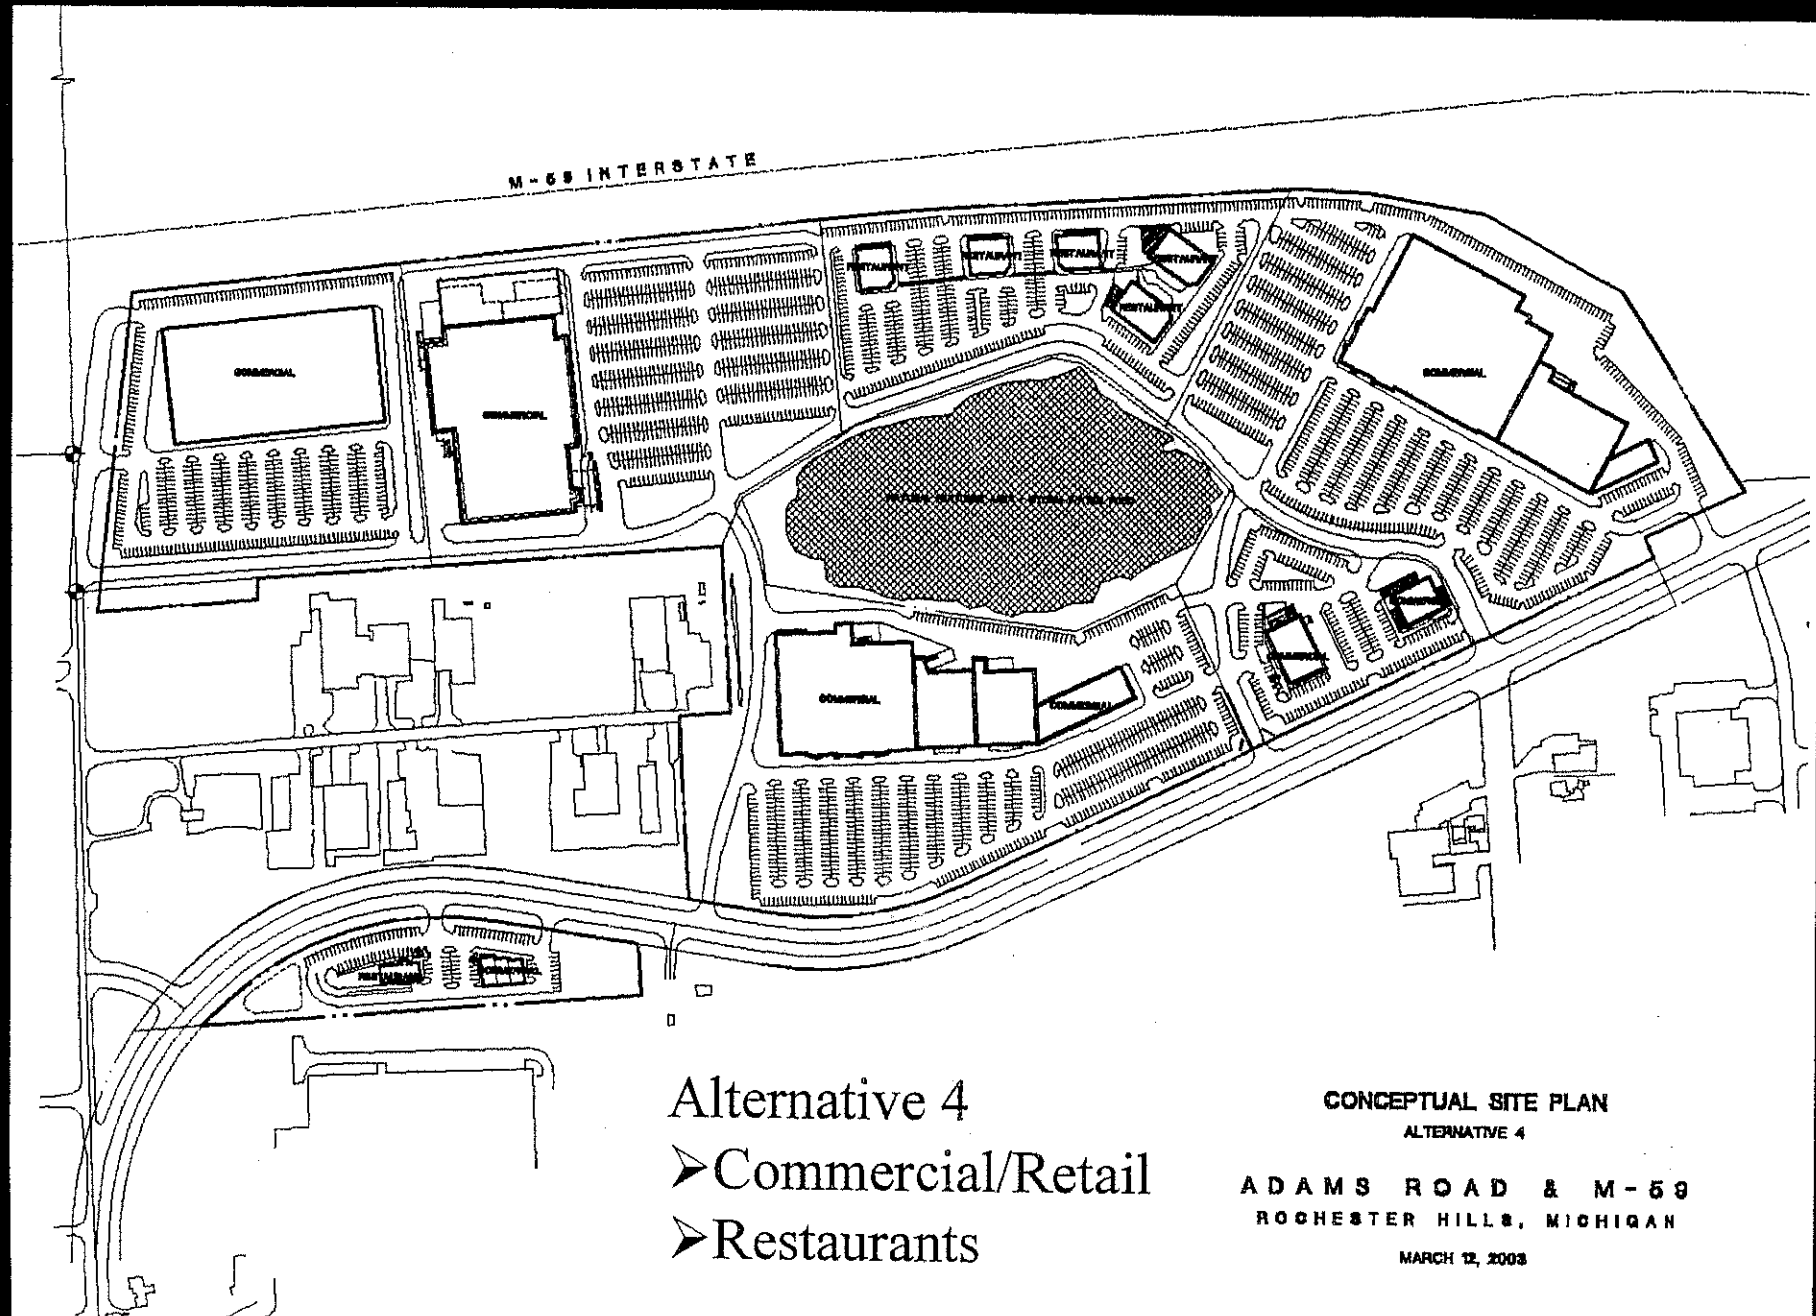 M-59 INTERSTATE
RESTAURANT
RESTAURANT
RESTAURANT
RESTAURANT
RESTAURANT
COMMERCIAL
COMMERCIAL
COMMERCIAL
COMMERCIAL
COMMERCIAL
COMMERCIAL
RESTAURANT
COMMERCIAL
Alternative 4
➢Commercial/Retail
➢Restaurants
CONCEPTUAL SITE PLAN
ALTERNATIVE 4
ADAMS ROAD & M-59
ROCHESTER HILLS, MICHIGAN
MARCH 12, 2003